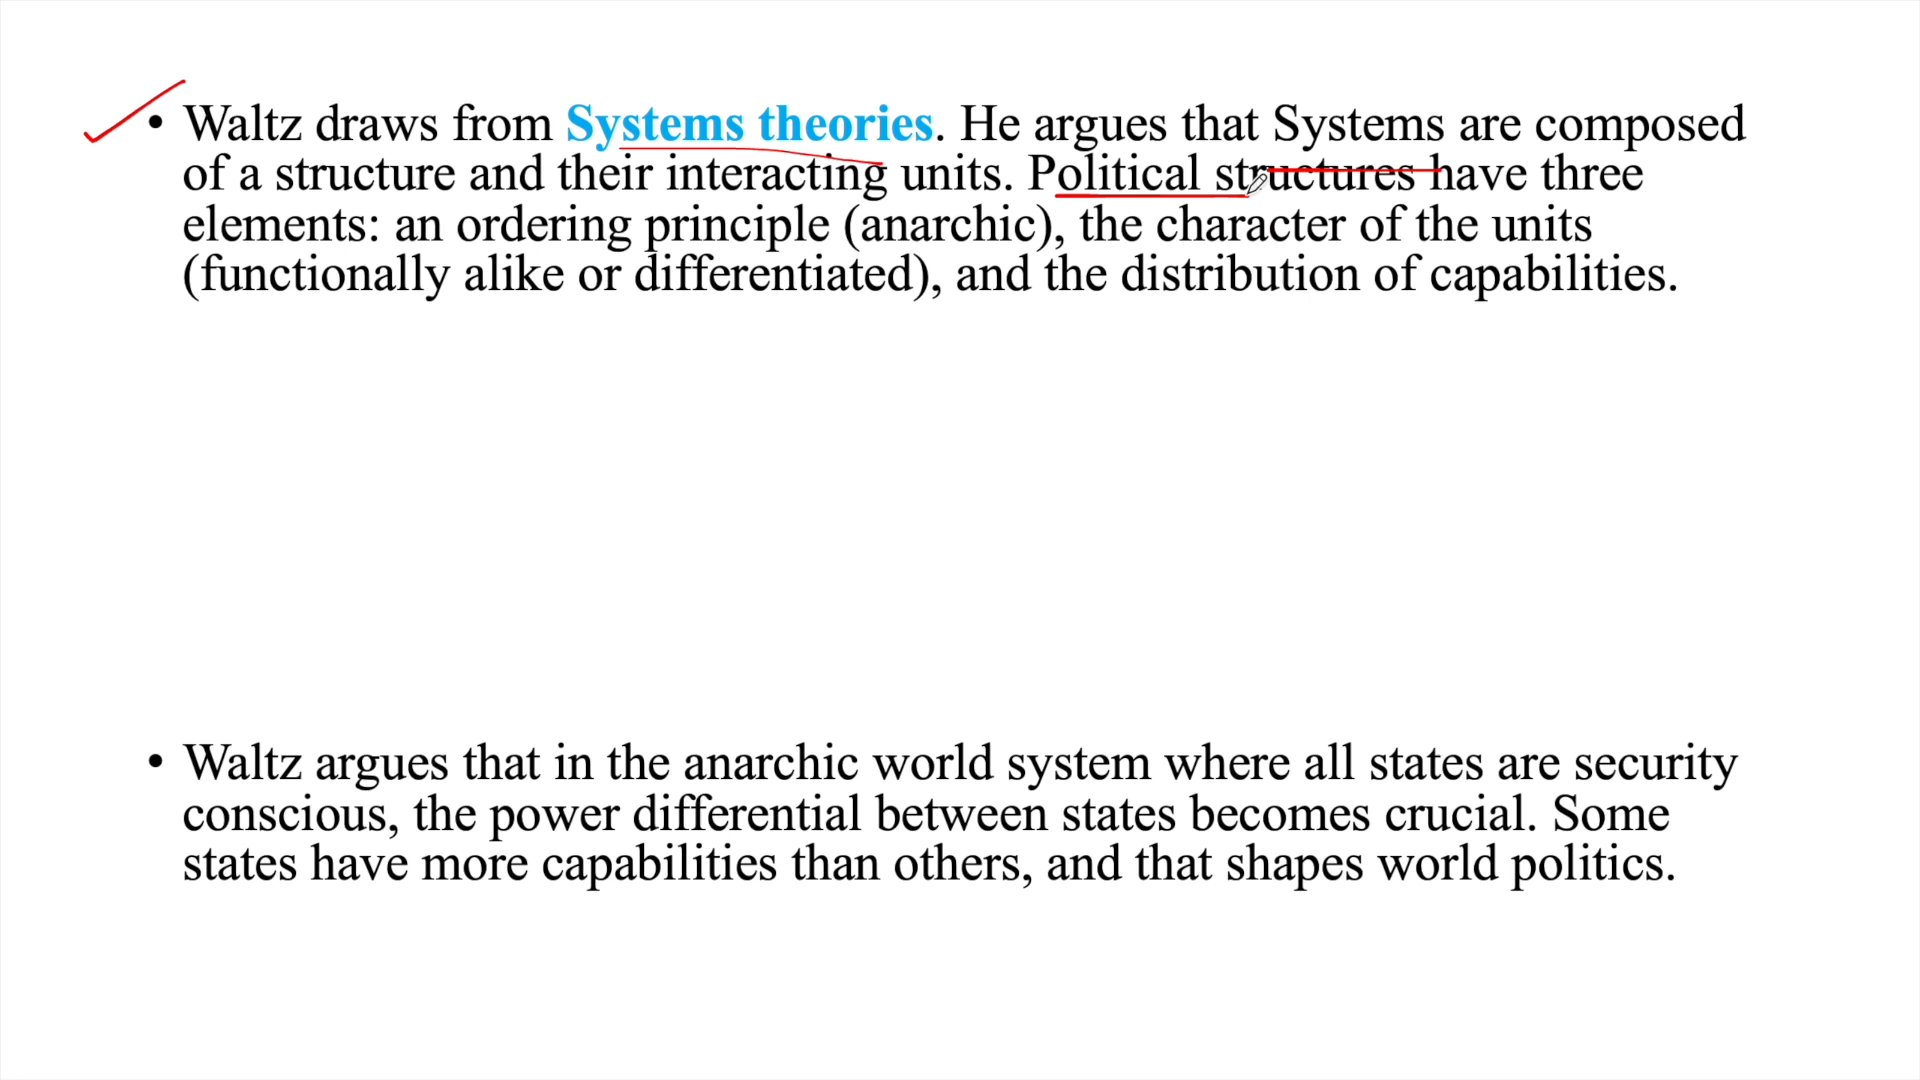 • Waltz draws from Systems theories. He argues that Systems are composed
of a structure and their interacting units. Political structures have three
elements: an ordering principle (anarchic), the character of the units
(functionally alike or differentiated), and the distribution of capabilities.
• Waltz argues that in the anarchic world system where all states are security
conscious, the power differential between states becomes crucial. Some
states have more capabilities than others, and that shapes world politics.